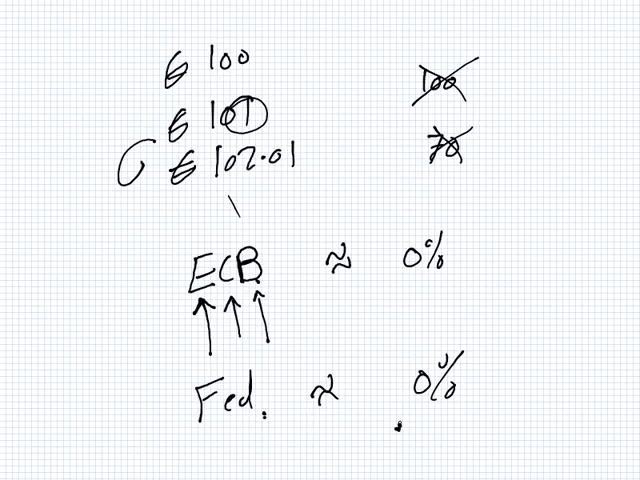 € 100
100
€ 101
€ 102.01
70
ECB ≈ 0%
Fed. ≈ 0%